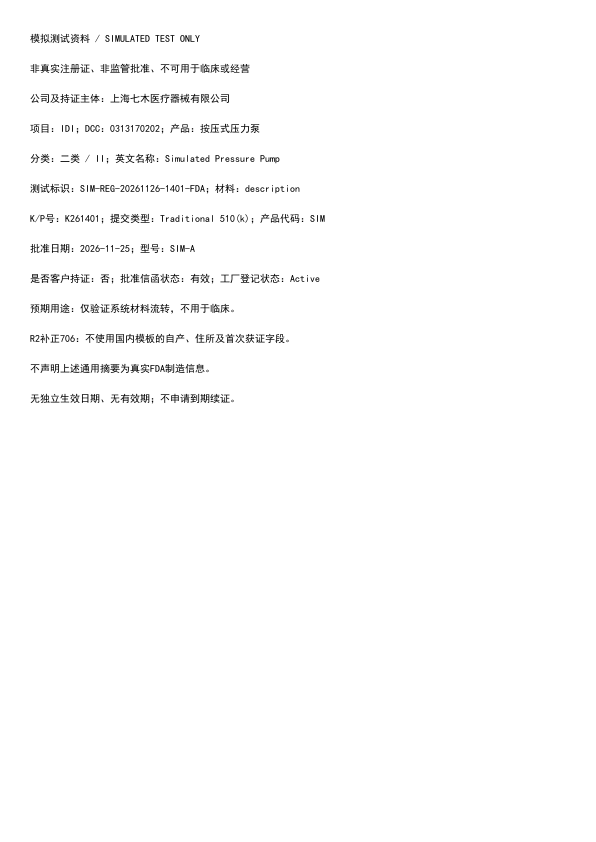 模拟测试资料 / SIMULATED TEST ONLY
非真实注册证、非监管批准、不可用于临床或经营
公司及持证主体: 上海七木医疗器械有限公司
项目: IDI; DCC: 0313170202; 产品: 按压式压力泵
分类: 二类 / II; 英文名称: Simulated Pressure Pump
测试标识: SIM-REG-20261126-1401-FDA; 材料: description
K/P号: K261401; 提交类型: Traditional 510(k); 产品代码: SIM
批准日期: 2026-11-25; 型号: SIM-A
是否客户持证: 否; 批准信函状态: 有效; 工厂登记状态: Active
预期用途: 仅验证系统材料流转, 不用于临床。
R2补正706: 不使用国内模板的自产、住所及首次获证字段。
不声明上述通用摘要为真实FDA制造信息。
无独立生效日期、无有效期; 不申请到期续证。